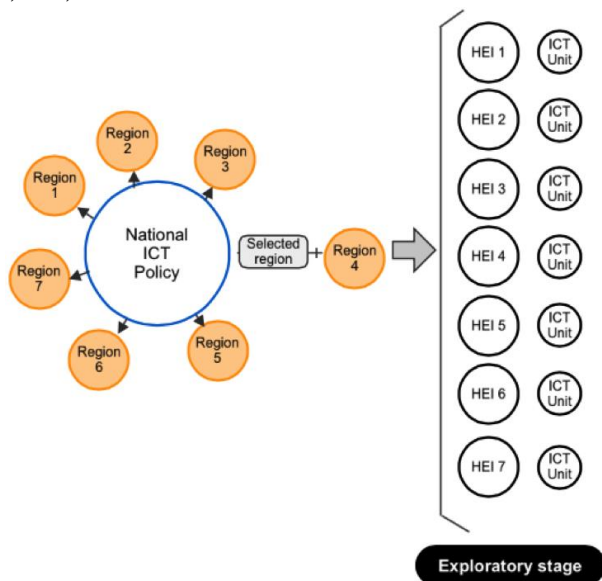 Region
1
Region
2
Region
3
National
ICT
Policy
Selected
region
Region
4
Region
5
Region
6
Region
7
HEI 1
ICT
Unit
HEI 2
ICT
Unit
HEI 3
ICT
Unit
HEI 4
ICT
Unit
HEI 5
ICT
Unit
HEI 6
ICT
Unit
HEI 7
ICT
Unit
Exploratory stage